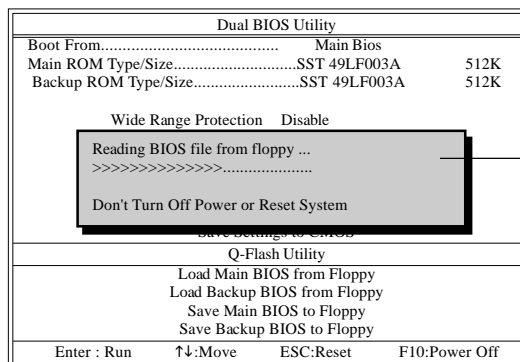 Dual BIOS Utility
Boot From......................................... Main Bios
Main ROM Type/Size............................SST 49LF003A 512K
Backup ROM Type/Size........................SST 49LF003A 512K
Wide Range Protection Disable
Reading BIOS file from floppy ...
>>>>>>>>>>>>>>......................
Don't Turn Off Power or Reset System
Save Settings to CMOS
Q-Flash Utility
Load Main BIOS from Floppy
Load Backup BIOS from Floppy
Save Main BIOS to Floppy
Save Backup BIOS to Floppy
Enter : Run ↑↓:Move ESC:Reset F10:Power Off